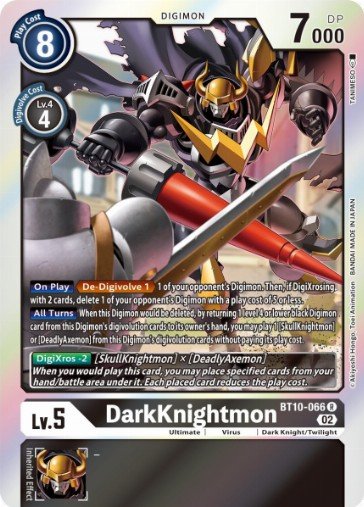 Play Cost
8
DIGIMON
DP
7000
Digivolve Cost
Lv.4
4
TANIMESO
On Play De-Digivolve 1 1 of your opponent's Digimon. Then, if DigiXrosing
with 2 cards, delete 1 of your opponent's Digimon with a play cost of 5 or less.
All Turns When this Digimon would be deleted, by returning 1 level 4 or lower black Digimon
card from this Digimon's digivolution cards to its owner's hand, you may play 1 [SkullKnightmon]
or [DeadlyAxemon] from this Digimon's digivolution cards without paying its play cost.
DigiXros -2 [SkullKnightmon] × [DeadlyAxemon]
When you would play this card, you may place specified cards from your
hand/battle area under it. Each placed card reduces the play cost.
©Akiyoshi Hongo, Toei Animation BANDAI MADE IN JAPAN
Lv.5
DarkKnightmon
BT10-066 R
02
Ultimate | Virus | Dark Knight/Twilight
Inherited Effect
–